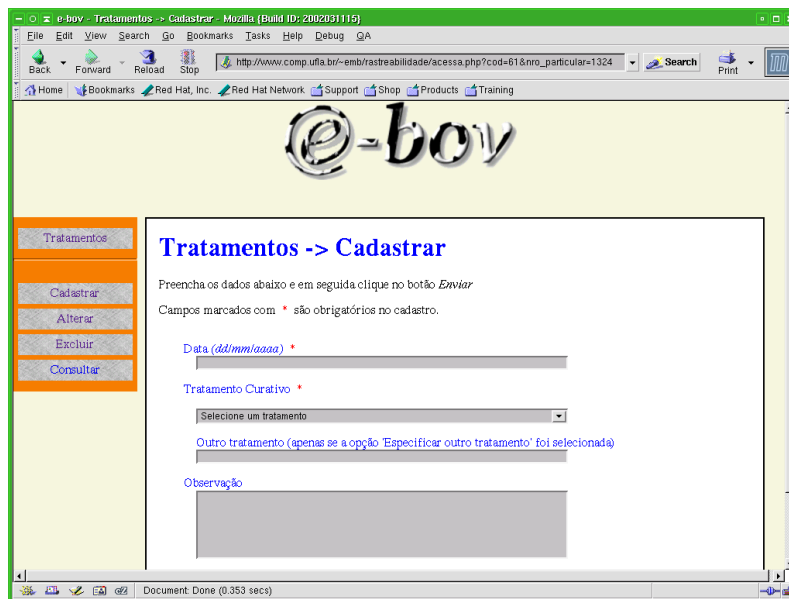 e-bov - Tratamentos -> Cadastrar - Mozilla {Build ID: 2002031115}
File Edit View Search Go Bookmarks Tasks Help Debug QA
Back Forward Reload Stop http://www.comp.ufla.br/~emb/rastreabilidade/acessa.php?cod=61&nro_particular=1324 Search Print
Home Bookmarks Red Hat, Inc. Red Hat Network Support Shop Products Training
e-bov
Tratamentos
Cadastrar
Alterar
Excluir
Consultar
Tratamentos -> Cadastrar
Preencha os dados abaixo e em seguida clique no botão Enviar
Campos marcados com * são obrigatórios no cadastro.
Data (dd/mm/aaaa) *
Tratamento Curativo *
Selecione um tratamento
Outro tratamento (apenas se a opção 'Especificar outro tratamento' foi selecionada)
Observação
Document: Done (0.353 secs)